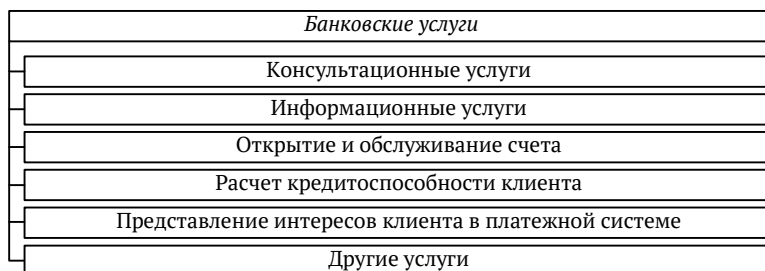 Банковские услуги
Консультационные услуги
Информационные услуги
Открытие и обслуживание счета
Расчет кредитоспособности клиента
Представление интересов клиента в платежной системе
Другие услуги